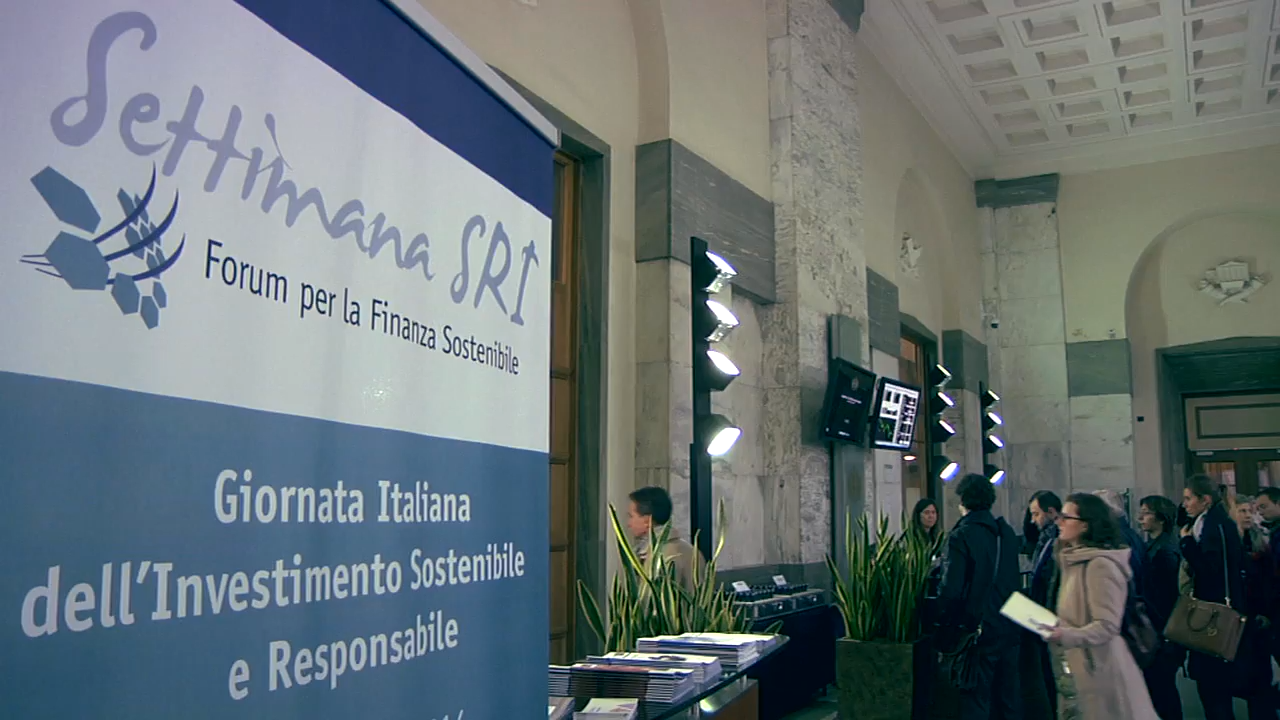 Settimana SRI
Forum per la Finanza Sostenibile
Giornata Italiana
dell'Investimento Sostenibile
e Responsabile